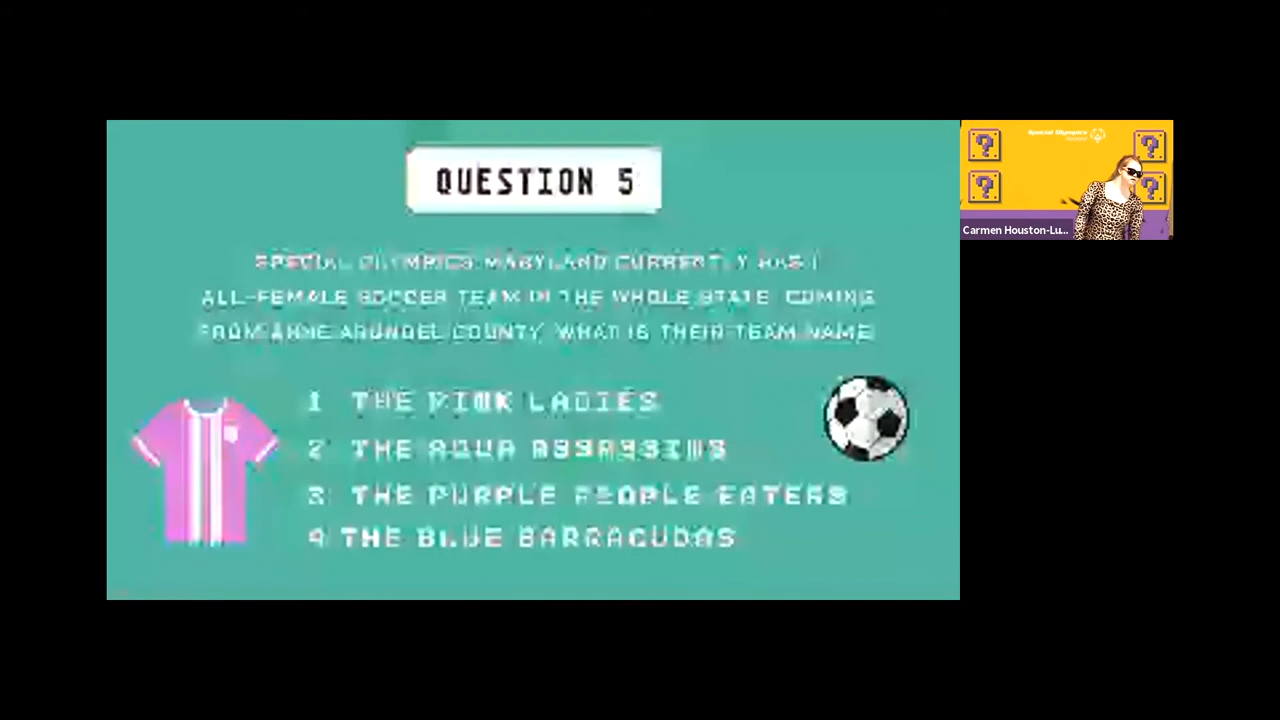 QUESTION 5
SPECIAL OLYMPICS MARYLAND CURRENTLY HAS 1
ALL-FEMALE SOCCER TEAM IN THE WHOLE STATE COMING
FROM ANNE ARUNDEL COUNTY. WHAT IS THEIR TEAM NAME
1 THE PINK LADIES
2 THE AQUA ASSASSINS
3 THE PURPLE PEOPLE EATERS
4 THE BLUE BARRACUDAS
Special Olympics
Carmen Houston-Lu...